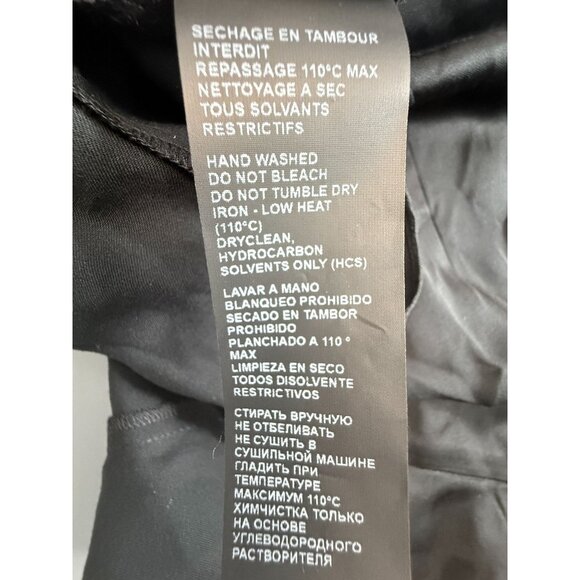 SECHAGE EN TAMBOUR
INTERDIT
REPASSAGE 110°C MAX
NETTOYAGE A SEC
TOUS SOLVANTS
RESTRICTIFS
HAND WASHED
DO NOT BLEACH
DO NOT TUMBLE DRY
IRON - LOW HEAT
(110°C)
DRYCLEAN,
HYDROCARBON
SOLVENTS ONLY (HCS)
LAVAR A MANO
BLANQUEO PROHIBIDO
SECADO EN TAMBOR
PROHIBIDO
PLANCHADO A 110 °
MAX
LIMPIEZA EN SECO
TODOS DISOLVENTE
RESTRICTIVOS
СТИРАТЬ ВРУЧНУЮ
НЕ ОТБЕЛИВАТЬ
НЕ СУШИТЬ В
СУШИЛЬНОЙ МАШИНЕ
ГЛАДИТЬ ПРИ
ТЕМПЕРАТУРЕ
МАКСИМУМ 110°C
ХИМЧИСТКА ТОЛЬКО
НА ОСНОВЕ
УГЛЕВОДОРОДНОГО
РАСТВОРИТЕЛЯ